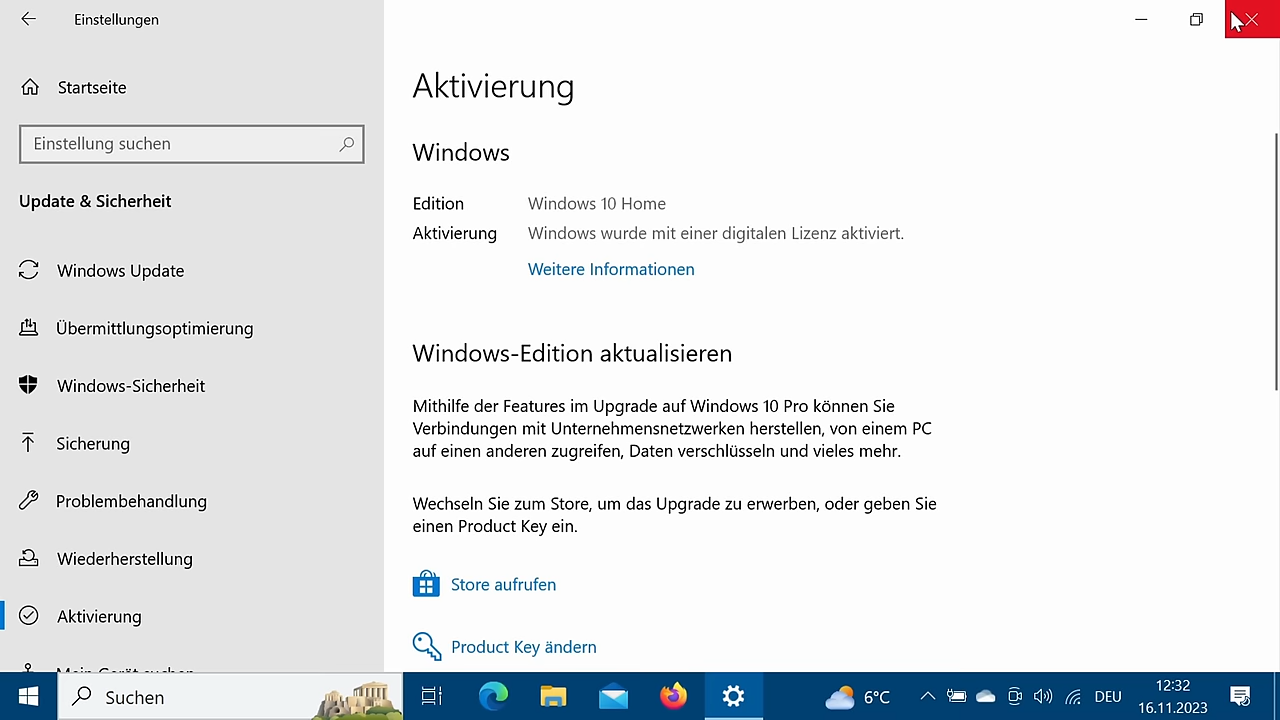 Einstellungen
Startseite
Einstellung suchen
Update & Sicherheit
Windows Update
Übermittlungsoptimierung
Windows-Sicherheit
Sicherung
Problembehandlung
Wiederherstellung
Aktivierung
Mein Gerät suchen
Aktivierung
Windows
Edition Windows 10 Home
Aktivierung Windows wurde mit einer digitalen Lizenz aktiviert.
Weitere Informationen
Windows-Edition aktualisieren
Mithilfe der Features im Upgrade auf Windows 10 Pro können Sie
Verbindungen mit Unternehmensnetzwerken herstellen, von einem PC
auf einen anderen zugreifen, Daten verschlüsseln und vieles mehr.
Wechseln Sie zum Store, um das Upgrade zu erwerben, oder geben Sie
einen Product Key ein.
Store aufrufen
Product Key ändern
Suchen
6°C
DEU
12:32
16.11.2023